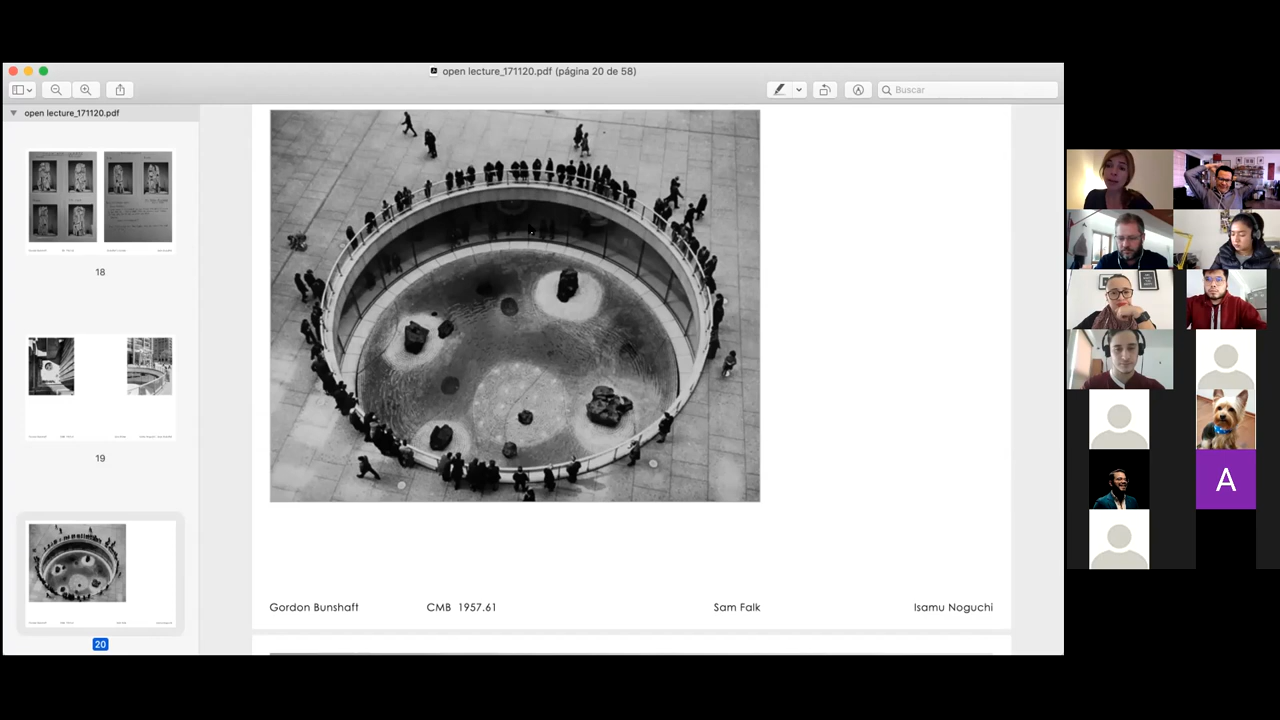 open lecture_171120.pdf (página 20 de 58)
Buscar
open lecture_171120.pdf
18
19
20
Gordon Bunshaft
CMB 1957.61
Sam Falk
Isamu Noguchi
A